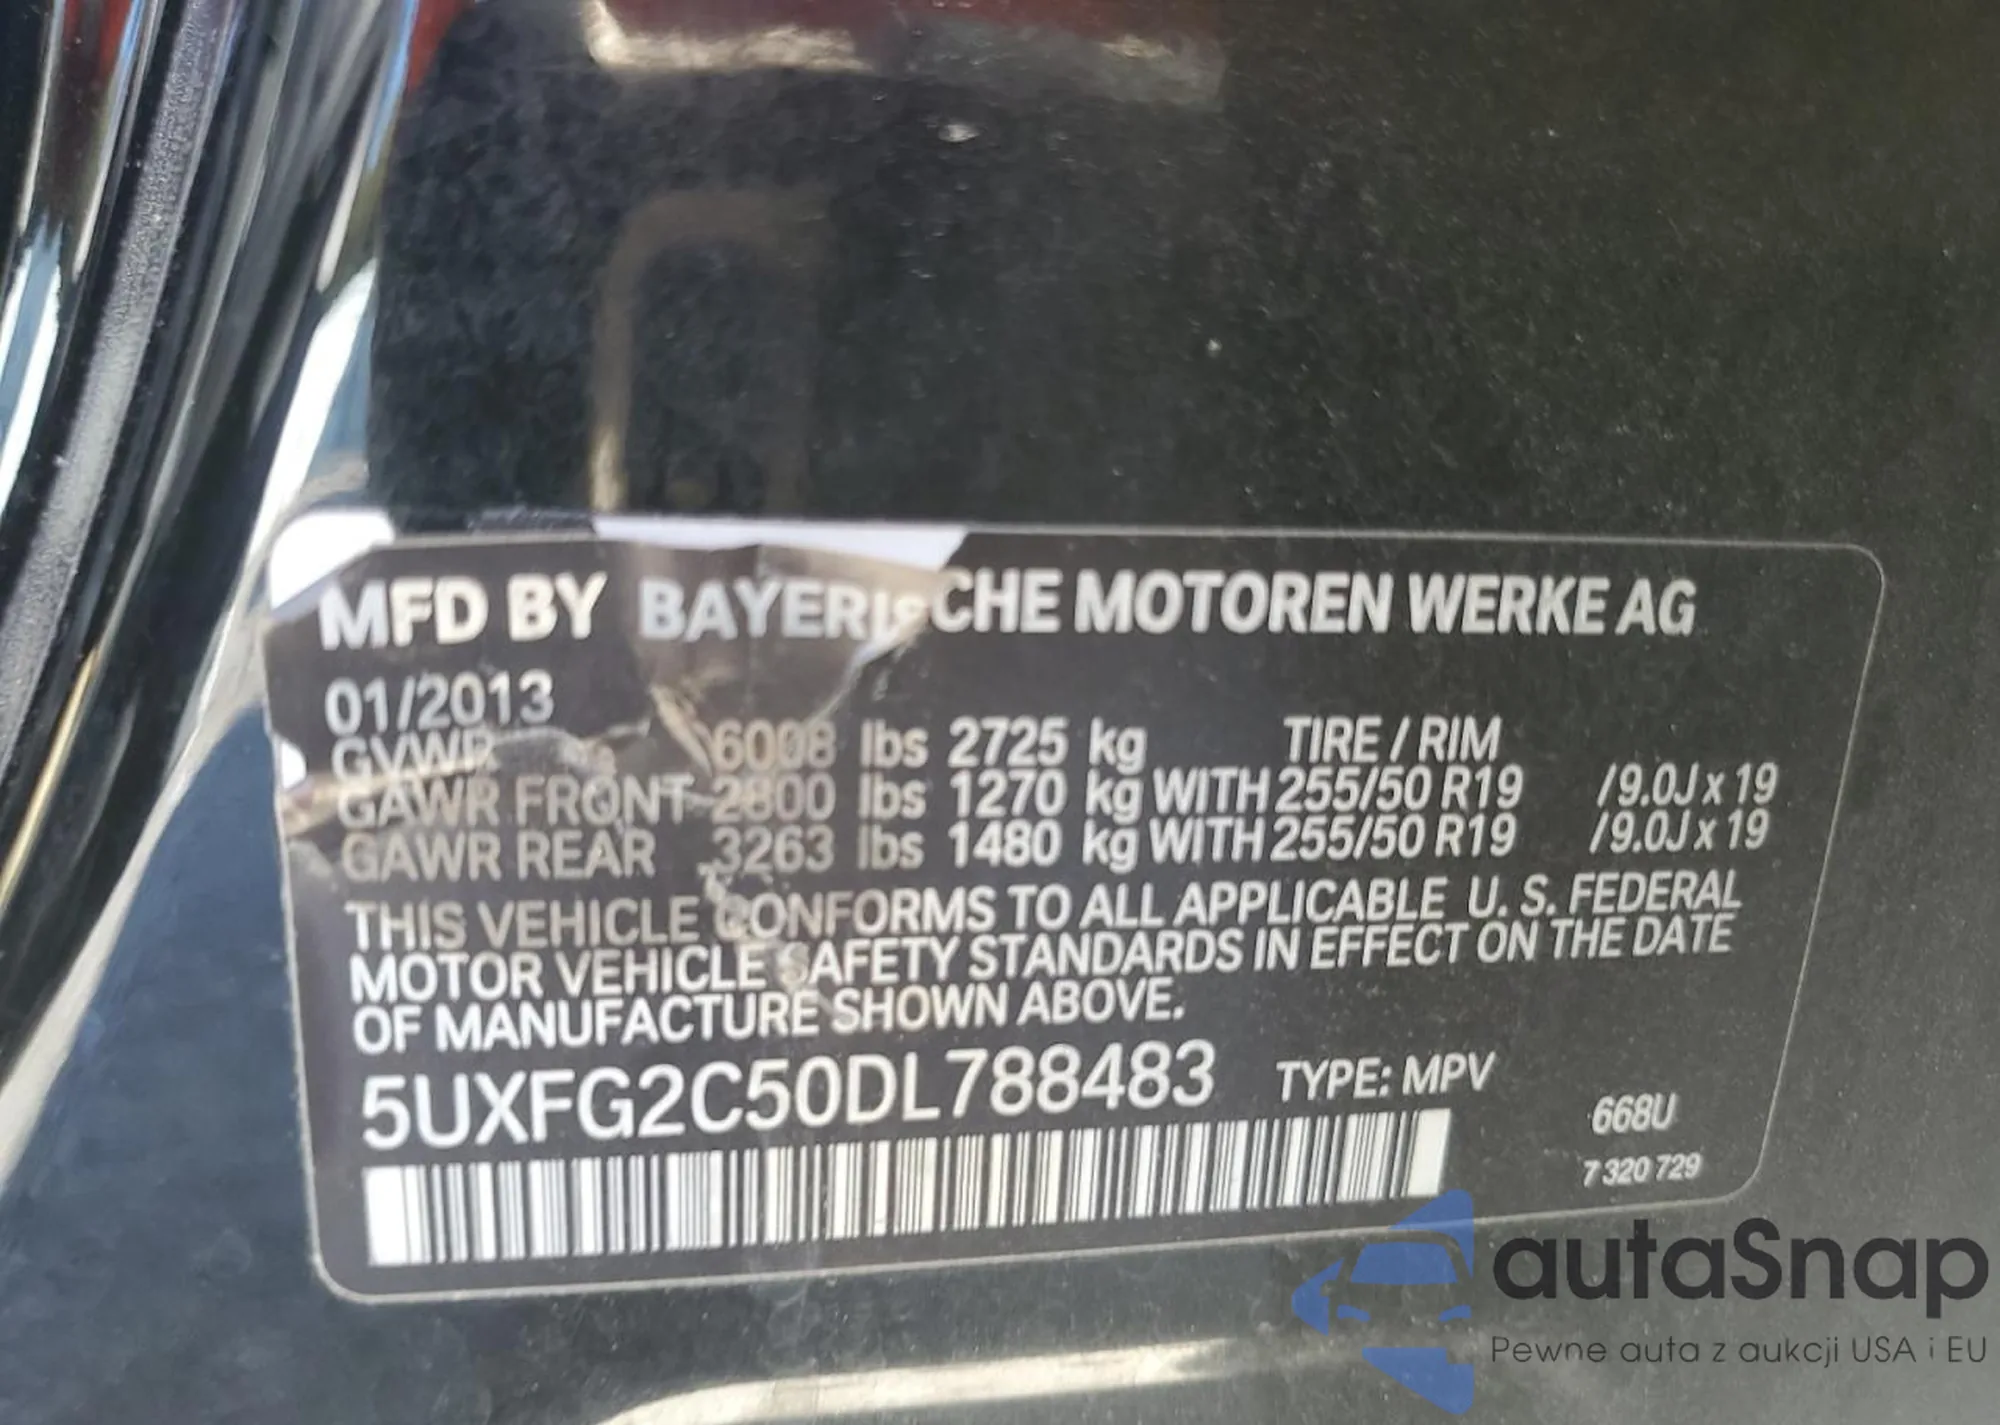 MFD BY BAYERISCHE MOTOREN WERKE AG
01/2013
GVWR 6008 lbs 2725 kg TIRE / RIM
GAWR FRONT 2800 lbs 1270 kg WITH 255/50 R19 /9.0J x 19
GAWR REAR 3263 lbs 1480 kg WITH 255/50 R19 /9.0J x 19
THIS VEHICLE CONFORMS TO ALL APPLICABLE U. S. FEDERAL
MOTOR VEHICLE SAFETY STANDARDS IN EFFECT ON THE DATE
OF MANUFACTURE SHOWN ABOVE.
5UXFG2C50DL788483 TYPE: MPV
668U
7 320 729
autaSnap
Pewne auta z aukcji USA i EU